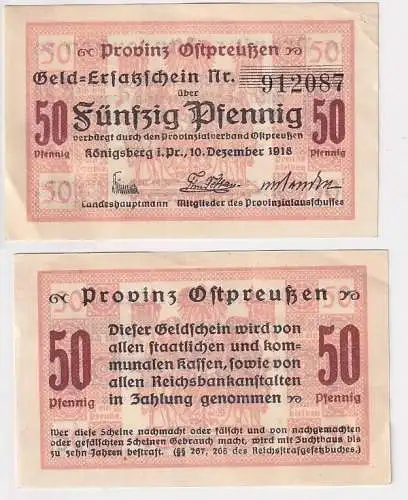 Provinz Ostpreußen
Geld-Ersatzschein Nr. 912087
über
50 Fünfzig Pfennig 50
Pfennig verbürgt durch den Provinzialverband Ostpreußen Pfennig
Königsberg i.Pr., 10. Dezember 1918
Landeshauptmann Mitglieder des Provinzialausschusses
Provinz Ostpreußen
50 Dieser Geldschein wird von 50
allen staatlichen und kom-
munalen Kassen, sowie von
Pfennig allen Reichsbankanstalten Pfennig
in Zahlung genommen
Wer diese Scheine nachmacht oder fälscht und von nachgemachten
oder gefälschten Scheinen Gebrauch macht, wird mit Zuchthaus bis
zu zehn Jahren bestraft. (§§ 267, 268 des Reichsstrafgesetzbuches.)